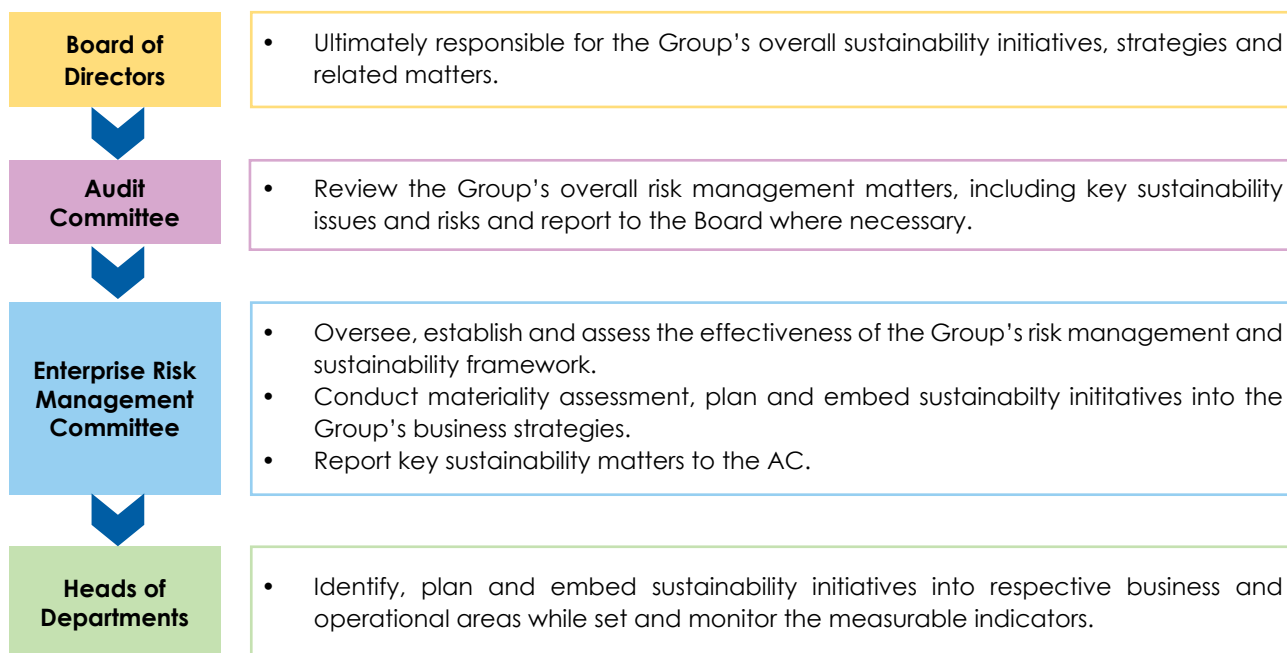 Board of
Directors
• Ultimately responsible for the Group’s overall sustainability initiatives, strategies and
related matters.
Audit
Committee
• Review the Group’s overall risk management matters, including key sustainability
issues and risks and report to the Board where necessary.
Enterprise Risk
Management
Committee
• Oversee, establish and assess the effectiveness of the Group’s risk management and
sustainability framework.
• Conduct materiality assessment, plan and embed sustainabilty inititatives into the
Group’s business strategies.
• Report key sustainability matters to the AC.
Heads of
Departments
• Identify, plan and embed sustainability initiatives into respective business and
operational areas while set and monitor the measurable indicators.